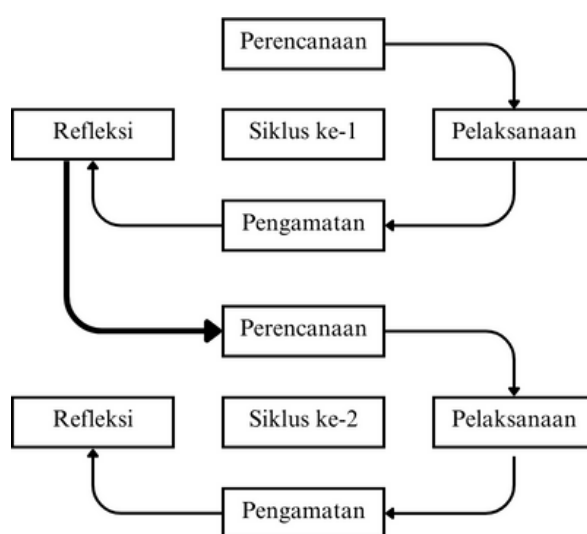 Perencanaan
Refleksi
Siklus ke-1
Pelaksanaan
Pengamatan
Perencanaan
Refleksi
Siklus ke-2
Pelaksanaan
Pengamatan